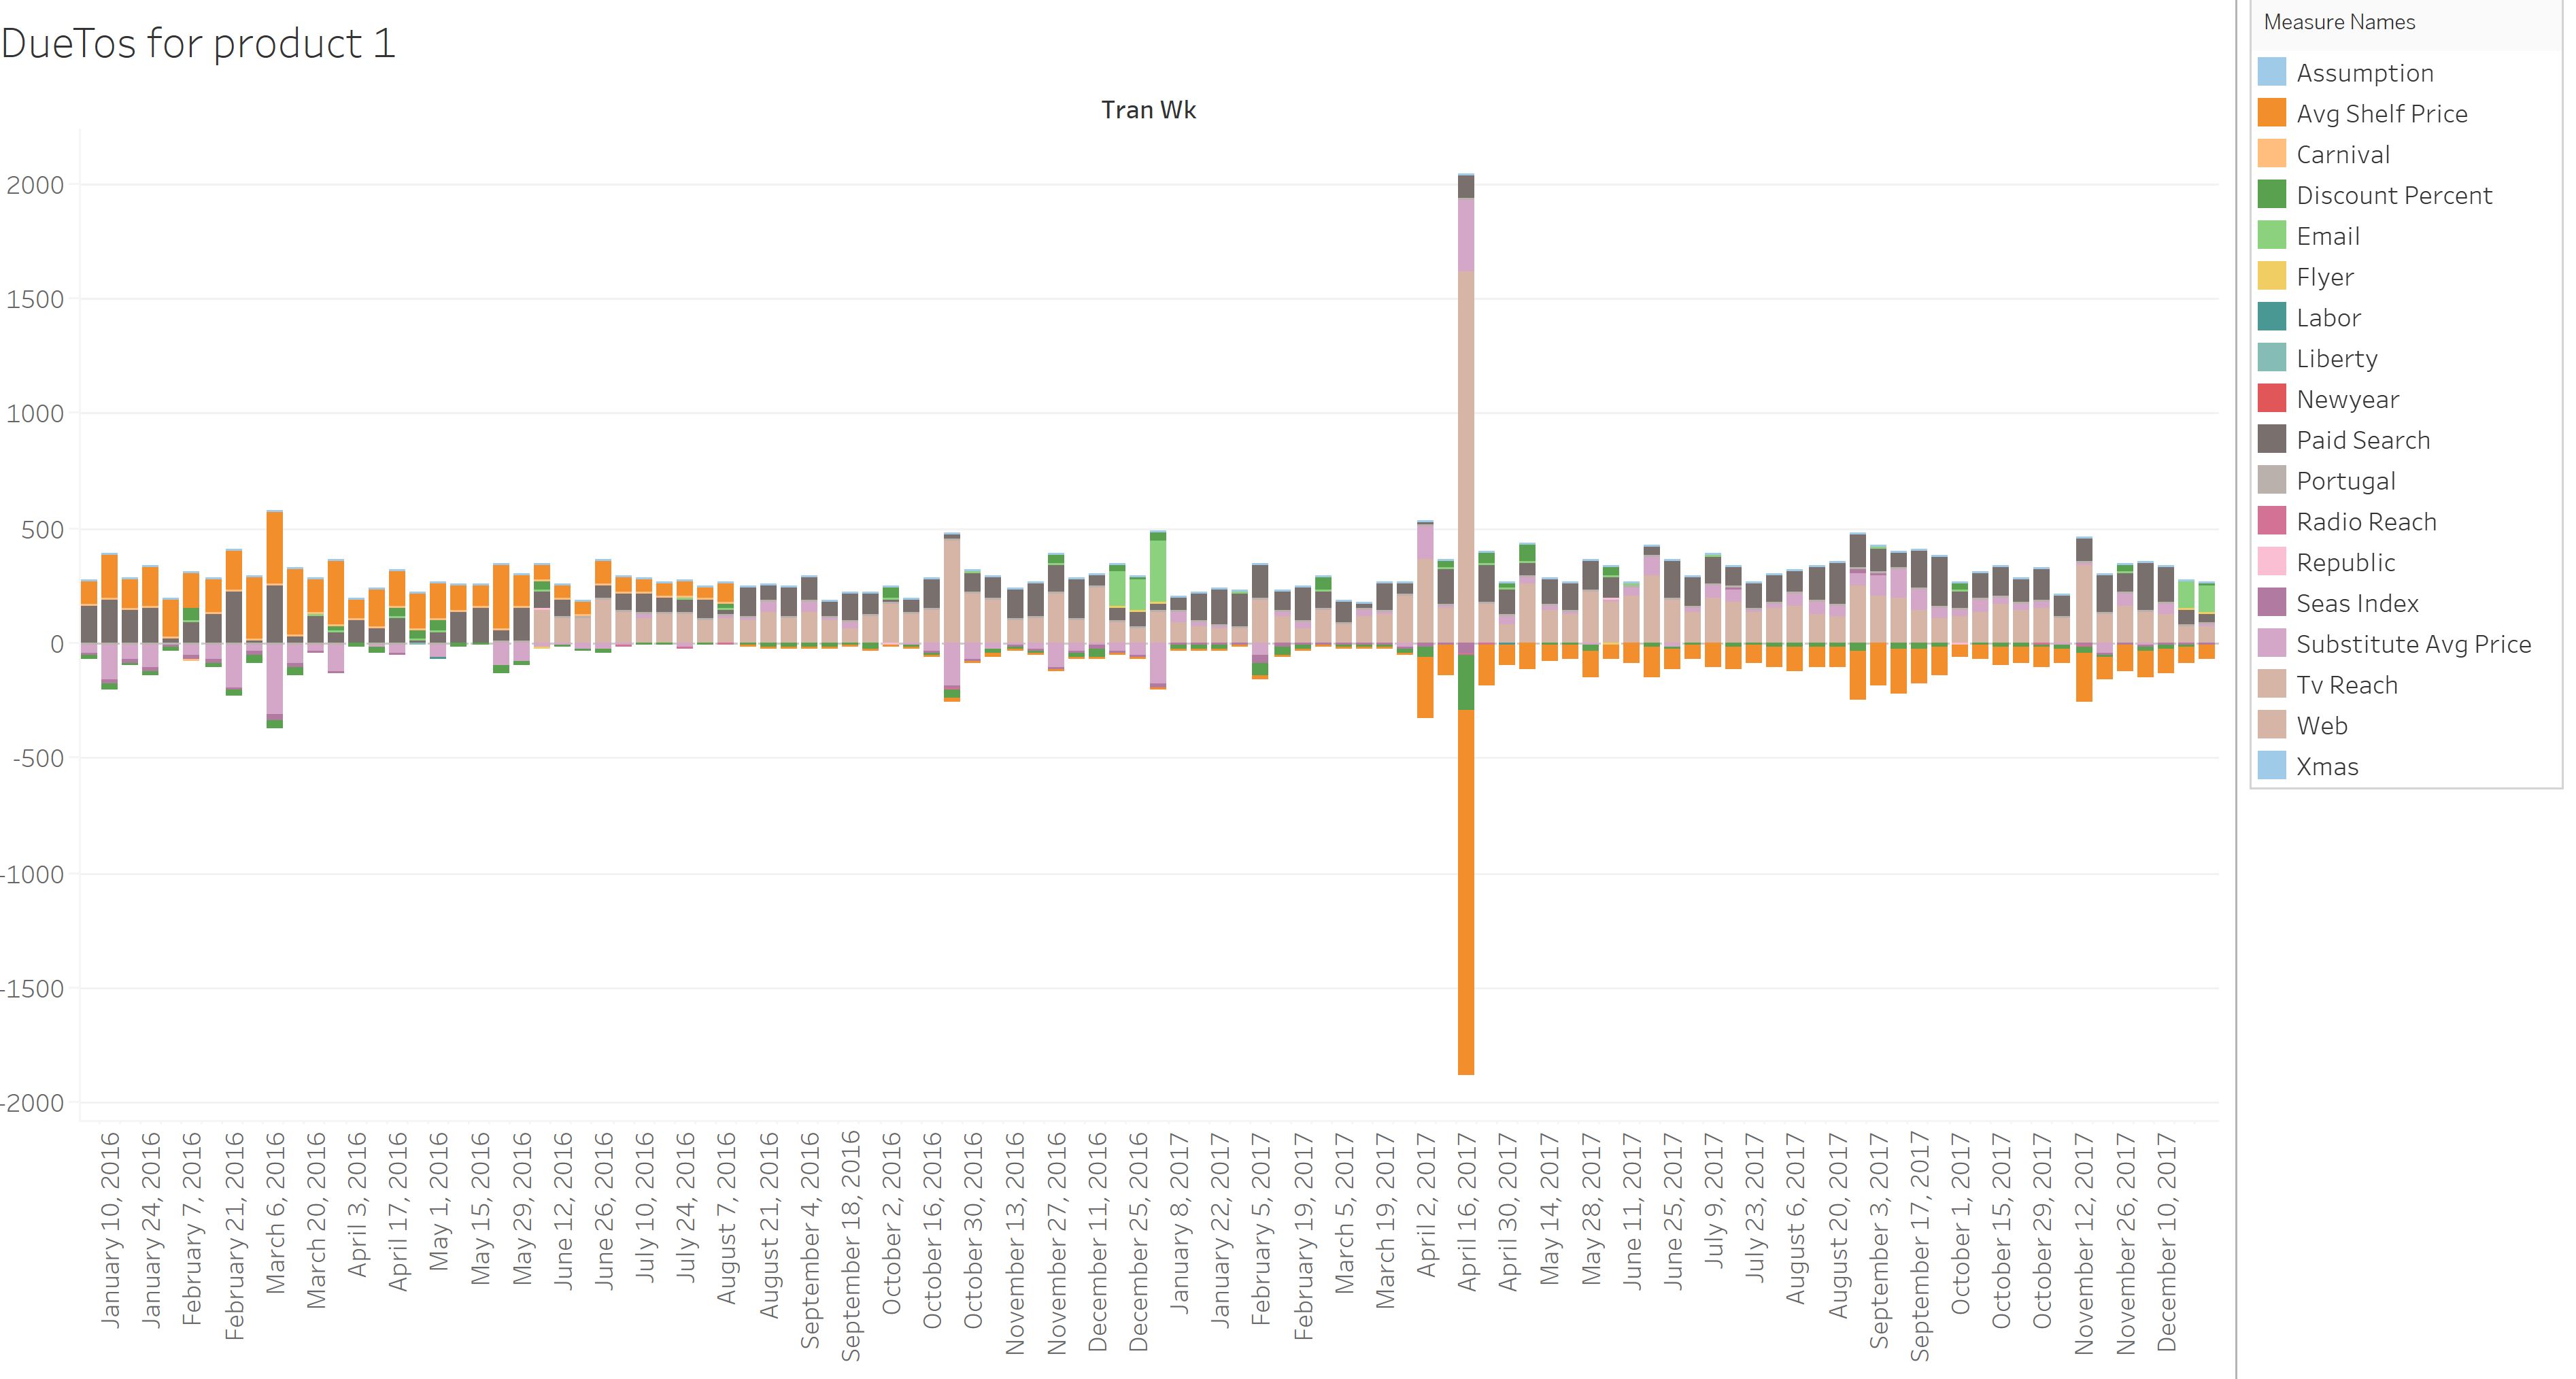 DueTos for product 1
Tran Wk
2000
1500
1000
500
0
-500
-1000
-1500
-2000
January 10, 2016
January 24, 2016
February 7, 2016
February 21, 2016
March 6, 2016
March 20, 2016
April 3, 2016
April 17, 2016
May 1, 2016
May 15, 2016
May 29, 2016
June 12, 2016
June 26, 2016
July 10, 2016
July 24, 2016
August 7, 2016
August 21, 2016
September 4, 2016
September 18, 2016
October 2, 2016
October 16, 2016
October 30, 2016
November 13, 2016
November 27, 2016
December 11, 2016
December 25, 2016
January 8, 2017
January 22, 2017
February 5, 2017
February 19, 2017
March 5, 2017
March 19, 2017
April 2, 2017
April 16, 2017
April 30, 2017
May 14, 2017
May 28, 2017
June 11, 2017
June 25, 2017
July 9, 2017
July 23, 2017
August 6, 2017
August 20, 2017
September 3, 2017
September 17, 2017
October 1, 2017
October 15, 2017
October 29, 2017
November 12, 2017
November 26, 2017
December 10, 2017
Measure Names
Assumption
Avg Shelf Price
Carnival
Discount Percent
Email
Flyer
Labor
Liberty
Newyear
Paid Search
Portugal
Radio Reach
Republic
Seas Index
Substitute Avg Price
Tv Reach
Web
Xmas